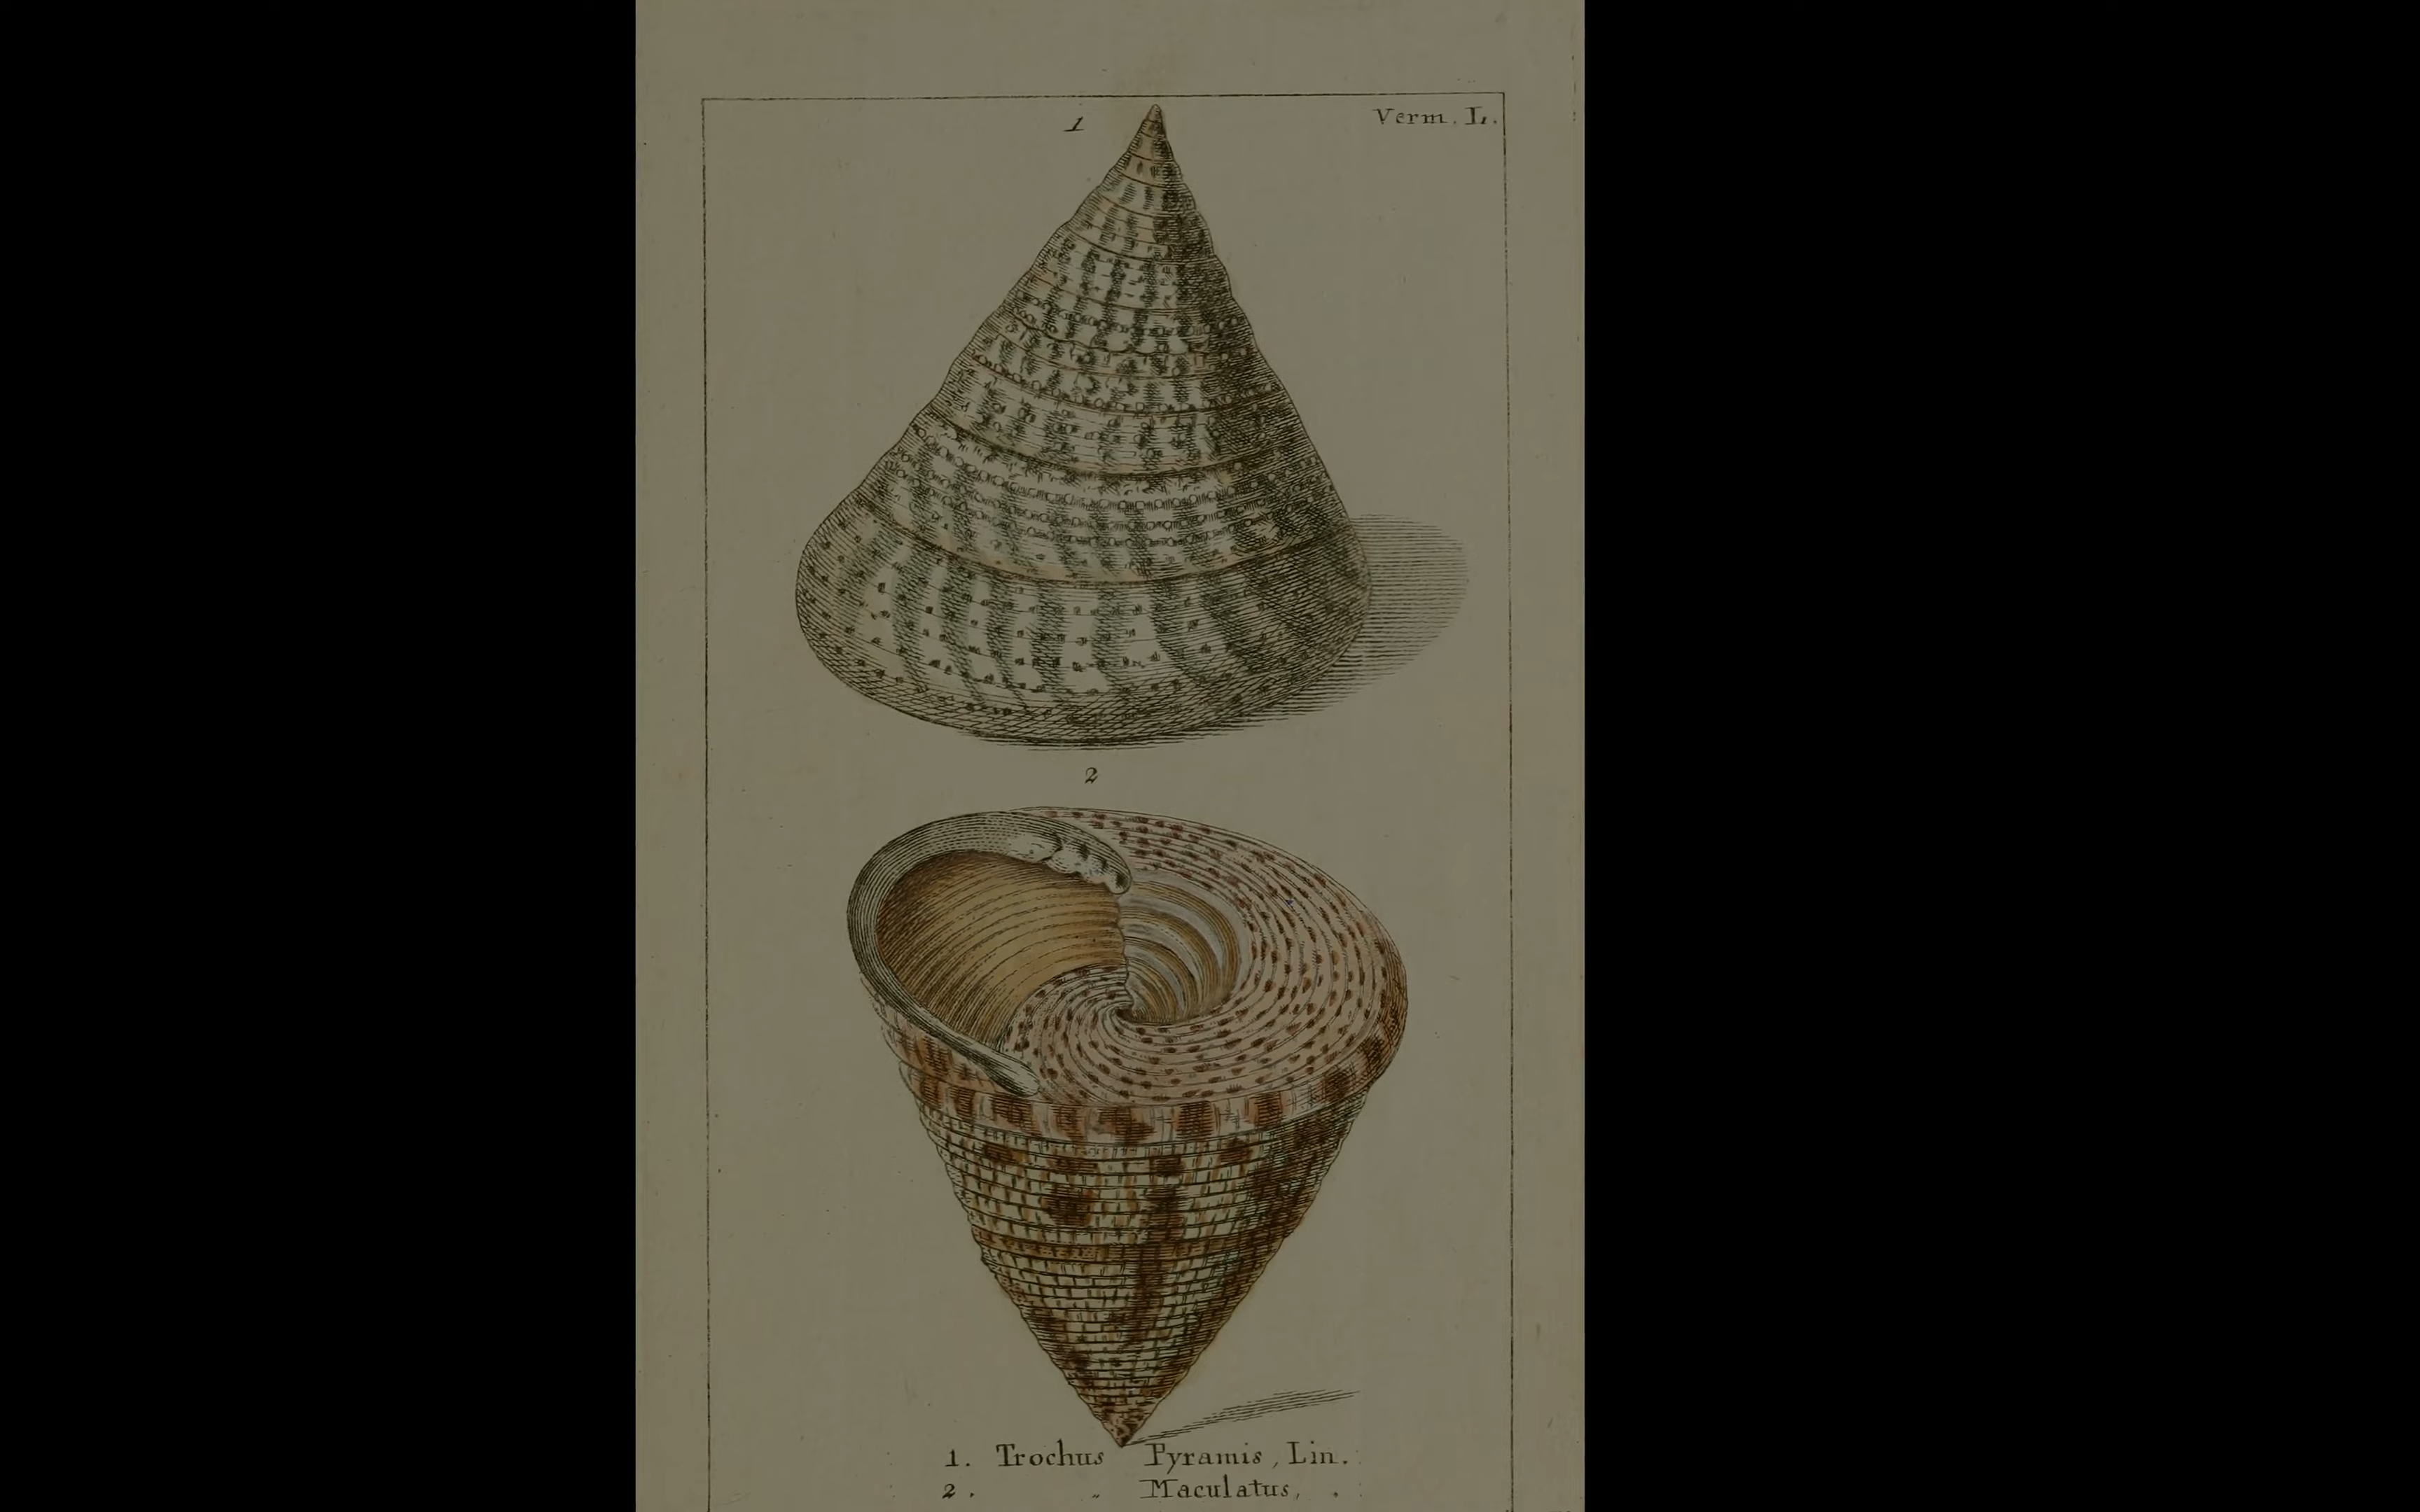 1
Verm. L.
2
1. Trochus Pyramis, Lin.
2. „ Maculatus, .